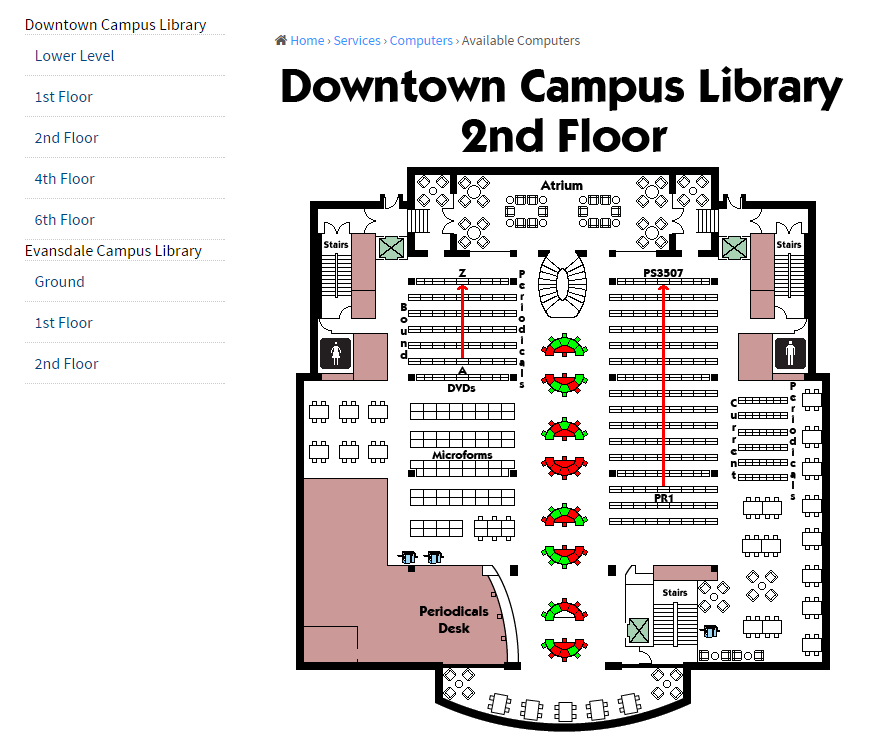 Downtown Campus Library
Lower Level
1st Floor
2nd Floor
4th Floor
6th Floor
Evansdale Campus Library
Ground
1st Floor
2nd Floor
Home › Services › Computers › Available Computers
Downtown Campus Library
2nd Floor
Atrium
Stairs
Stairs
Z
PS3507
Bound
Periodicals
A
DVDs
Current
Periodicals
Microforms
PR1
Stairs
Periodicals
Desk